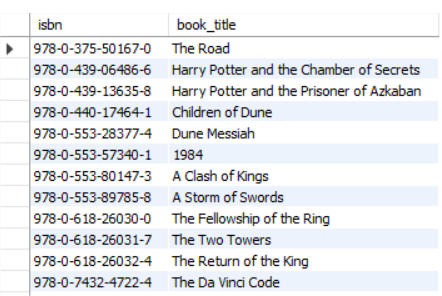 isbn book_title
978-0-375-50167-0 The Road
978-0-439-06486-6 Harry Potter and the Chamber of Secrets
978-0-439-13635-8 Harry Potter and the Prisoner of Azkaban
978-0-440-17464-1 Children of Dune
978-0-553-28377-4 Dune Messiah
978-0-553-57340-1 1984
978-0-553-80147-3 A Clash of Kings
978-0-553-89785-8 A Storm of Swords
978-0-618-26030-0 The Fellowship of the Ring
978-0-618-26031-7 The Two Towers
978-0-618-26032-4 The Return of the King
978-0-7432-4722-4 The Da Vinci Code